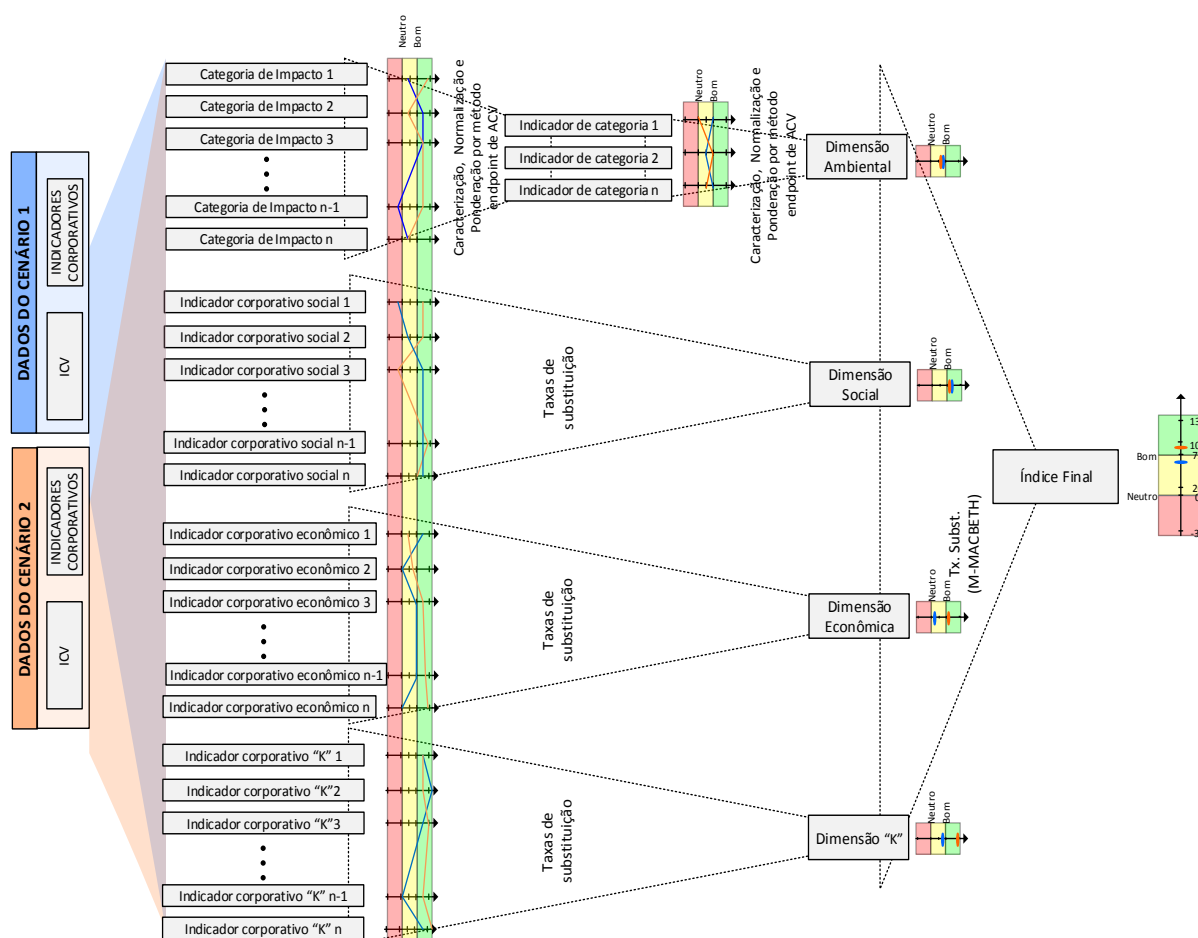 DADOS DO CENÁRIO 1
INDICADORES
CORPORATIVOS
ICV
DADOS DO CENÁRIO 2
INDICADORES
CORPORATIVOS
ICV
Categoria de Impacto 1
Categoria de Impacto 2
Categoria de Impacto 3
Categoria de Impacto n-1
Categoria de Impacto n
Indicador corporativo social 1
Indicador corporativo social 2
Indicador corporativo social 3
Indicador corporativo social n-1
Indicador corporativo social n
Indicador corporativo econômico 1
Indicador corporativo econômico 2
Indicador corporativo econômico 3
Indicador corporativo econômico n-1
Indicador corporativo econômico n
Indicador corporativo “K” 1
Indicador corporativo “K”2
Indicador corporativo “K”3
Indicador corporativo “K” n-1
Indicador corporativo “K” n
Neutro
Bom
Caracterização, Normalização e
Ponderação por método
endpoint de ACV
Indicador de categoria 1
Indicador de categoria 2
Indicador de categoria n
Neutro
Bom
Caracterização, Normalização e
Ponderação por método
endpoint de ACV
Taxas de
substituição
Taxas de
substituição
Taxas de
substituição
Dimensão
Ambiental
Neutro
Bom
Dimensão
Social
Neutro
Bom
Dimensão
Econômica
Neutro
Bom
Dimensão “K”
Neutro
Bom
Tx. Subst.
(M-MACBETH)
Índice Final
Bom
Neutro